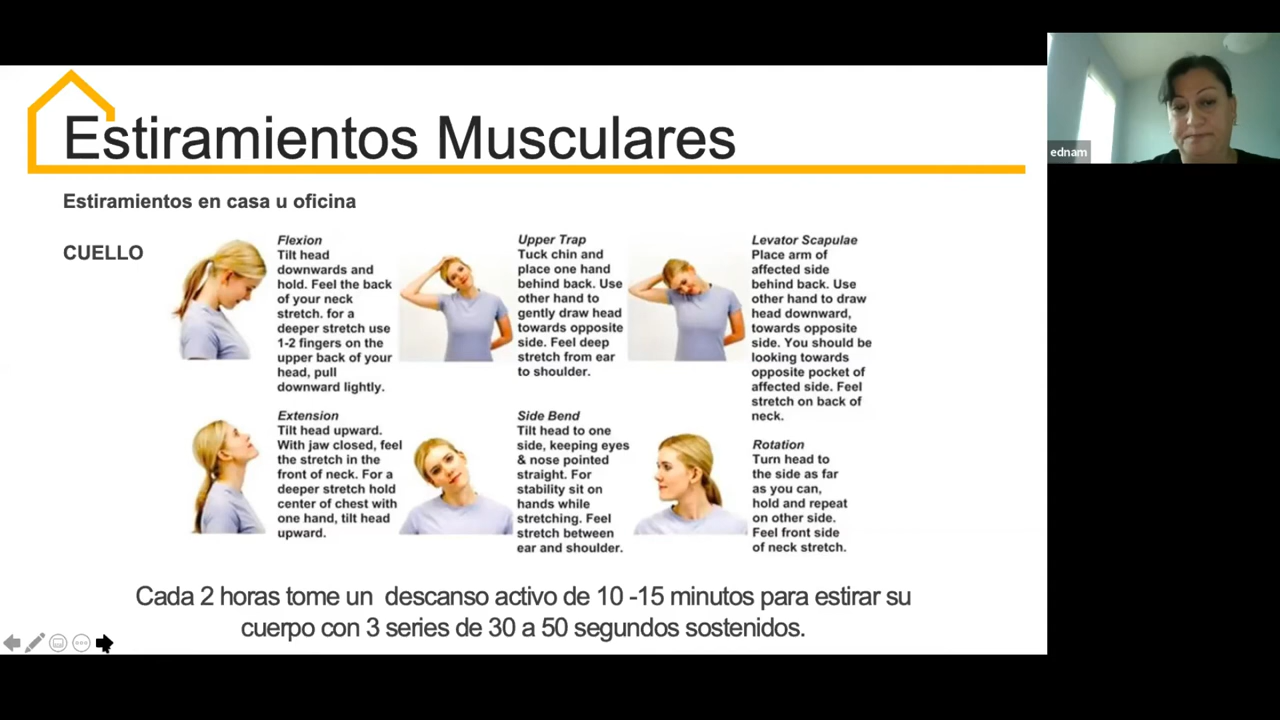 Estiramientos Musculares
Estiramientos en casa u oficina
CUELLO
Flexion
Tilt head
downwards and
hold. Feel the back
of your neck
stretch. for a
deeper stretch use
1-2 fingers on the
upper back of your
head, pull
downward lightly.
Upper Trap
Tuck chin and
place one hand
behind back. Use
other hand to
gently draw head
towards opposite
side. Feel deep
stretch from ear
to shoulder.
Levator Scapulae
Place arm of
affected side
behind back. Use
other hand to draw
head downward,
towards opposite
side. You should be
looking towards
opposite pocket of
affected side. Feel
stretch on back of
neck.
Extension
Tilt head upward.
With jaw closed, feel
the stretch in the
front of neck. For a
deeper stretch hold
center of chest with
one hand, tilt head
upward.
Side Bend
Tilt head to one
side, keeping eyes
& nose pointed
straight. For
stability sit on
hands while
stretching. Feel
stretch between
ear and shoulder.
Rotation
Turn head to
the side as far
as you can,
hold and repeat
on other side.
Feel front side
of neck stretch.
Cada 2 horas tome un descanso activo de 10 -15 minutos para estirar su
cuerpo con 3 series de 30 a 50 segundos sostenidos.
ednam